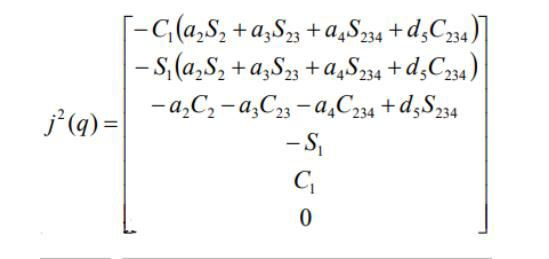 -C₁(a₂S₂ + a₃S₂₃ + a₄S₂₃₄ + d₅C₂₃₄)
-S₁(a₂S₂ + a₃S₂₃ + a₄S₂₃₄ + d₅C₂₃₄)
-a₂C₂ - a₃C₂₃ - a₄C₂₃₄ + d₅S₂₃₄
j²(q) =
-S₁
C₁
0